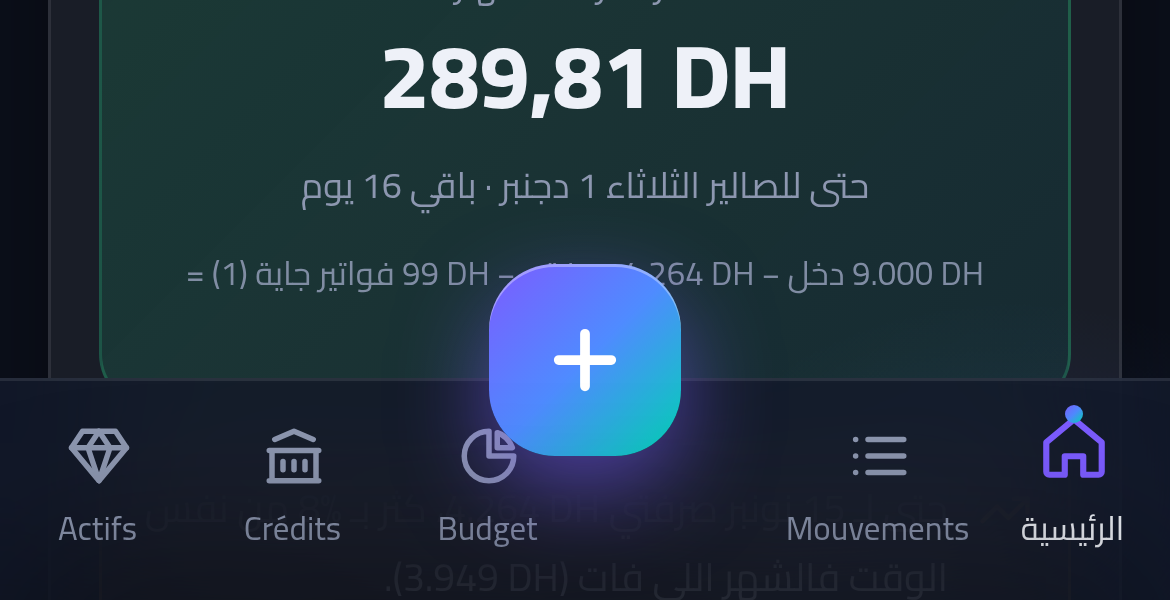 289,81 DH
حتى للصالير الثلاثاء 1 دجنبر · باقي 16 يوم
9.000 DH دخل – 264 DH – 99 DH فواتير جاية (1) =
الرئيسية
Mouvements
Budget
Crédits
Actifs
الوقت فالشهر اللي فات (3.949 DH).